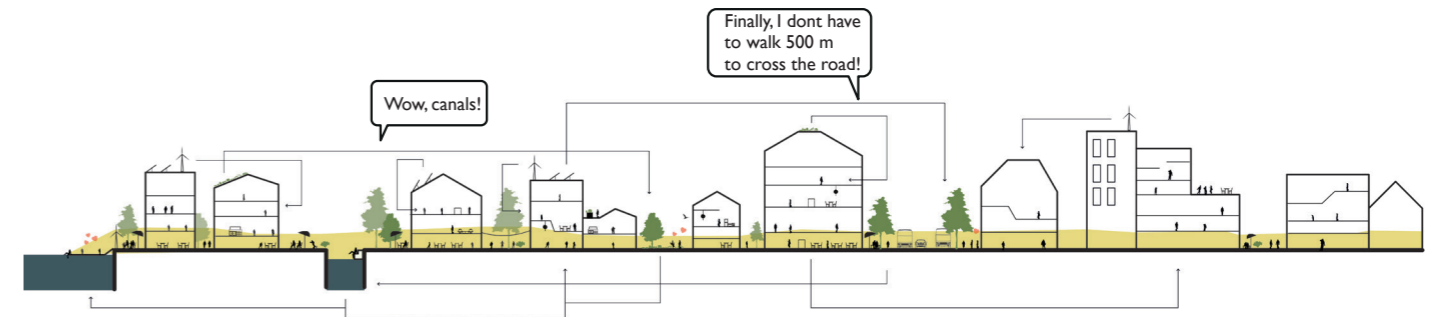 Finally, I dont have
to walk 500 m
to cross the road!
Wow, canals!